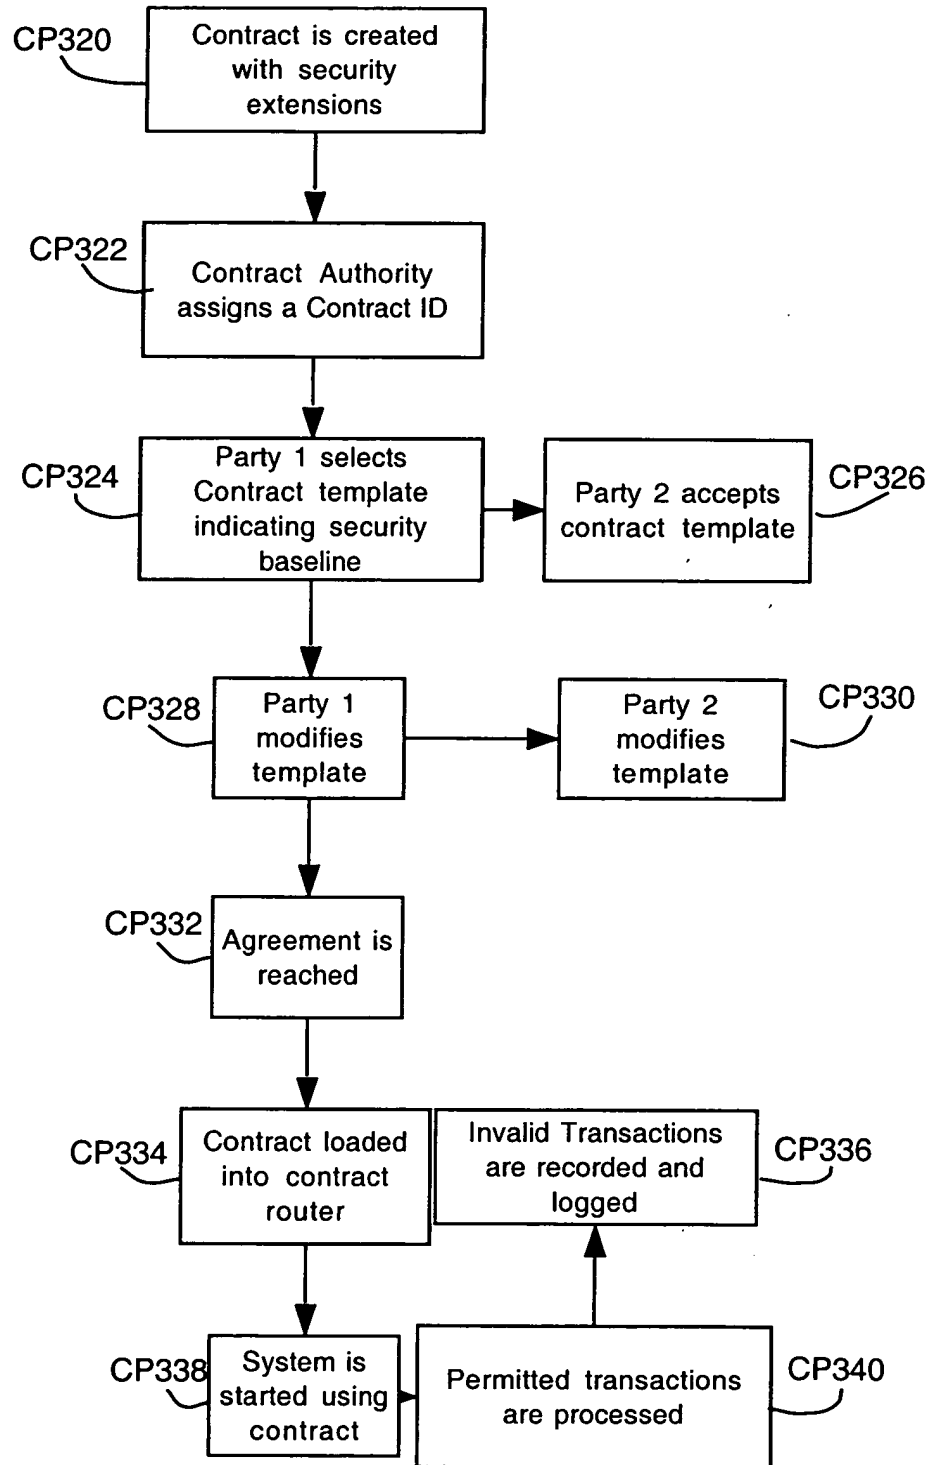 CP320
Contract is created
with security
extensions
CP322
Contract Authority
assigns a Contract ID
CP324
Party 1 selects
Contract template
indicating security
baseline
Party 2 accepts
contract template
CP326
CP328
Party 1
modifies
template
Party 2
modifies
template
CP330
CP332
Agreement is
reached
CP334
Contract loaded
into contract
router
Invalid Transactions
are recorded and
logged
CP336
CP338
System is
started using
contract
Permitted transactions
are processed
CP340